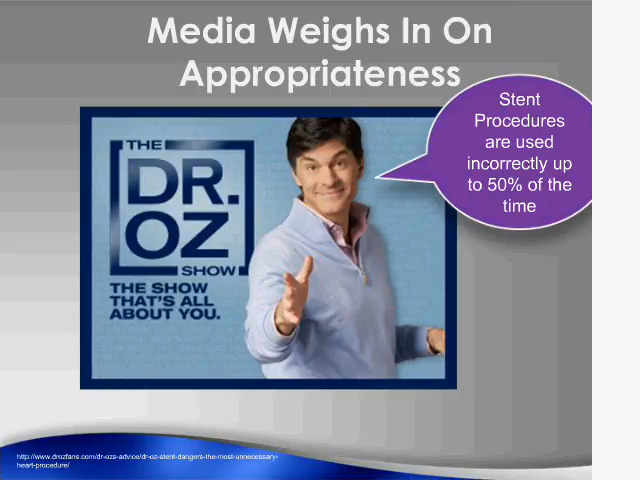 Media Weighs In On
Appropriateness
Stent
Procedures
are used
incorrectly up
to 50% of the
time
THE
DR.
OZ
SHOW
THE SHOW
THAT'S ALL
ABOUT YOU.
http://www.drozfans.com/dr-ozs-advice/dr-oz-stent-dangers-the-most-unnecessary-
heart-procedure/